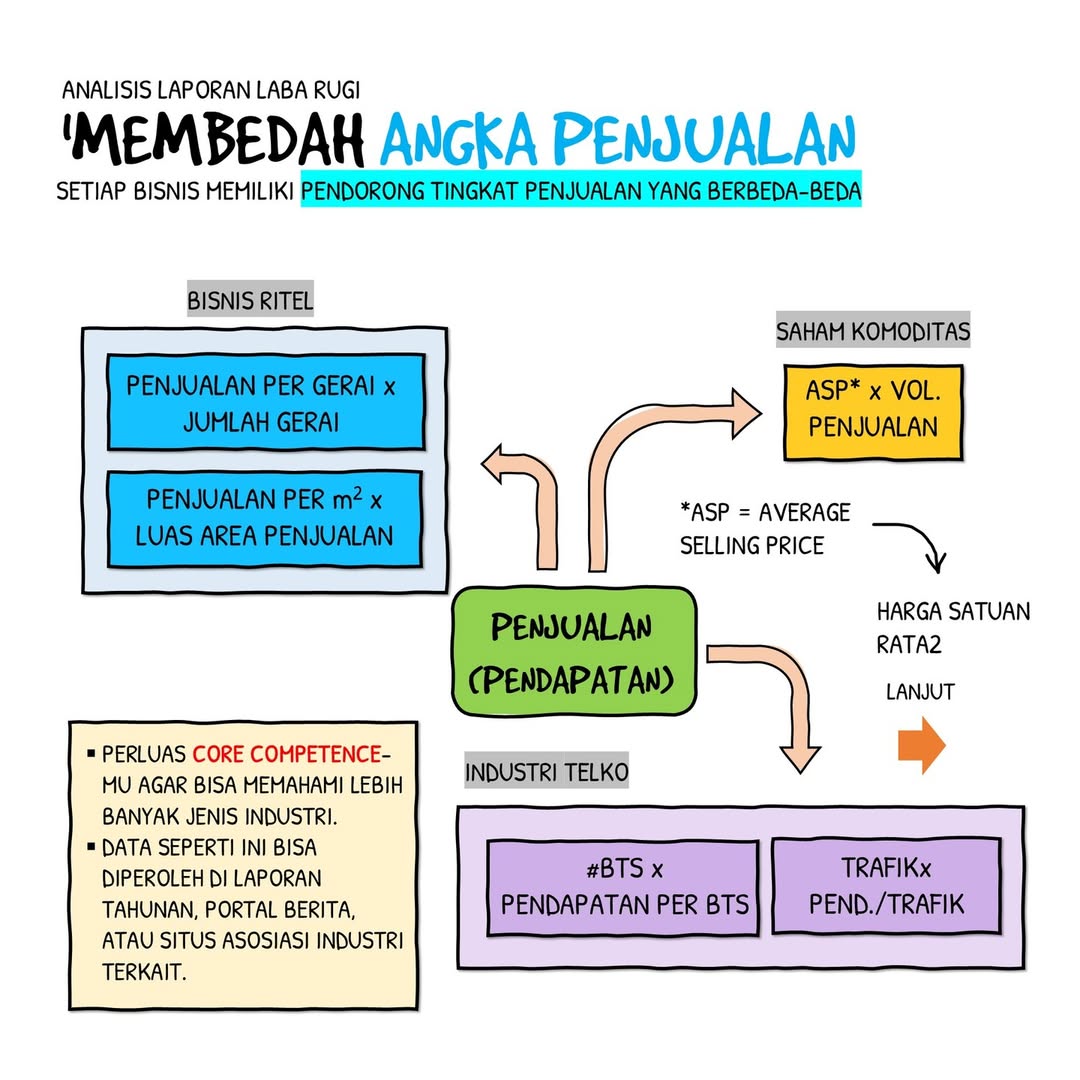 ANALISIS LAPORAN LABA RUGI
'MEMBEDAH ANGKA PENJUALAN
SETIAP BISNIS MEMILIKI PENDORONG TINGKAT PENJUALAN YANG BERBEDA-BEDA
BISNIS RITEL
PENJUALAN PER GERAI x
JUMLAH GERAI
PENJUALAN PER m² x
LUAS AREA PENJUALAN
SAHAM KOMODITAS
ASP* x VOL.
PENJUALAN
*ASP = AVERAGE
SELLING PRICE
HARGA SATUAN
RATA2
LANJUT
PENJUALAN
(PENDAPATAN)
▪ PERLUAS CORE COMPETENCE-
MU AGAR BISA MEMAHAMI LEBIH
BANYAK JENIS INDUSTRI.
▪ DATA SEPERTI INI BISA
DIPEROLEH DI LAPORAN
TAHUNAN, PORTAL BERITA,
ATAU SITUS ASOSIASI INDUSTRI
TERKAIT.
INDUSTRI TELKO
#BTS x
PENDAPATAN PER BTS
TRAFIKx
PEND./TRAFIK